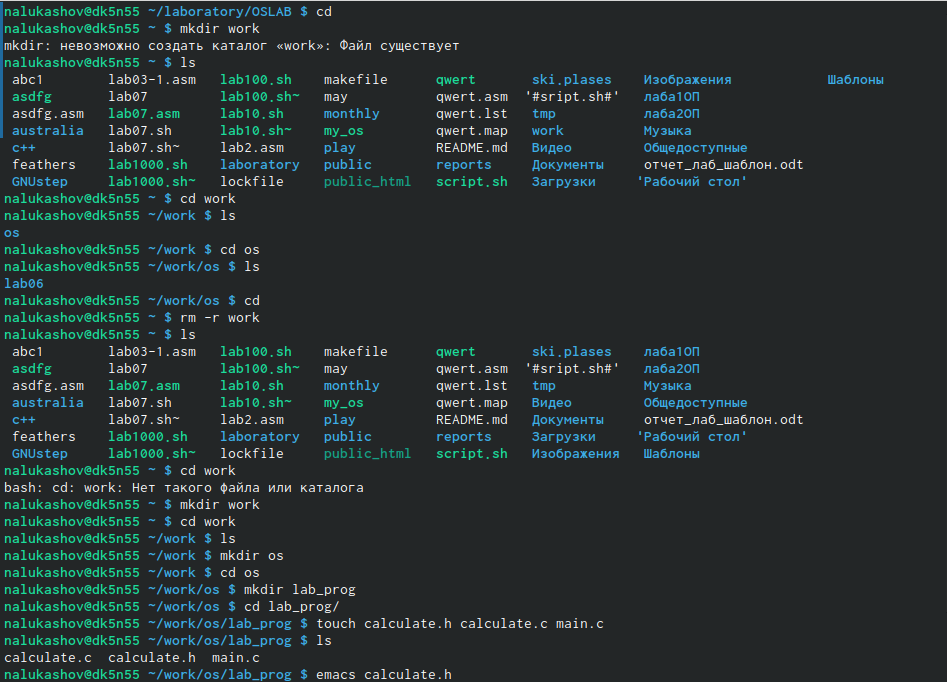 nalukashov@dk5n55 ~/laboratory/OSLAB $ cd
nalukashov@dk5n55 ~ $ mkdir work
mkdir: невозможно создать каталог «work»: Файл существует
nalukashov@dk5n55 ~ $ ls
abc1 lab03-1.asm lab100.sh makefile qwert ski.plases Изображения Шаблоны
asdfg lab07 lab100.sh~ may qwert.asm '#sript.sh#' лаба1ОП
asdfg.asm lab07.asm lab10.sh monthly qwert.lst tmp лаба2ОП
australia lab07.sh lab10.sh~ my_os qwert.map work Музыка
c++ lab07.sh~ lab2.asm play README.md Видео Общедоступные
feathers lab1000.sh laboratory public reports Документы отчет_лаб_шаблон.odt
GNUstep lab1000.sh~ lockfile public_html script.sh Загрузки 'Рабочий стол'
nalukashov@dk5n55 ~ $ cd work
nalukashov@dk5n55 ~/work $ ls
os
nalukashov@dk5n55 ~/work $ cd os
nalukashov@dk5n55 ~/work/os $ ls
lab06
nalukashov@dk5n55 ~/work/os $ cd
nalukashov@dk5n55 ~ $ rm -r work
nalukashov@dk5n55 ~ $ ls
abc1 lab03-1.asm lab100.sh makefile qwert ski.plases лаба1ОП
asdfg lab07 lab100.sh~ may qwert.asm '#sript.sh#' лаба2ОП
asdfg.asm lab07.asm lab10.sh monthly qwert.lst tmp Музыка
australia lab07.sh lab10.sh~ my_os qwert.map Видео Общедоступные
c++ lab07.sh~ lab2.asm play README.md Документы отчет_лаб_шаблон.odt
feathers lab1000.sh laboratory public reports Загрузки 'Рабочий стол'
GNUstep lab1000.sh~ lockfile public_html script.sh Изображения Шаблоны
nalukashov@dk5n55 ~ $ cd work
bash: cd: work: Нет такого файла или каталога
nalukashov@dk5n55 ~ $ mkdir work
nalukashov@dk5n55 ~ $ cd work
nalukashov@dk5n55 ~/work $ ls
nalukashov@dk5n55 ~/work $ mkdir os
nalukashov@dk5n55 ~/work $ cd os
nalukashov@dk5n55 ~/work/os $ mkdir lab_prog
nalukashov@dk5n55 ~/work/os $ cd lab_prog/
nalukashov@dk5n55 ~/work/os/lab_prog $ touch calculate.h calculate.c main.c
nalukashov@dk5n55 ~/work/os/lab_prog $ ls
calculate.c calculate.h main.c
nalukashov@dk5n55 ~/work/os/lab_prog $ emacs calculate.h